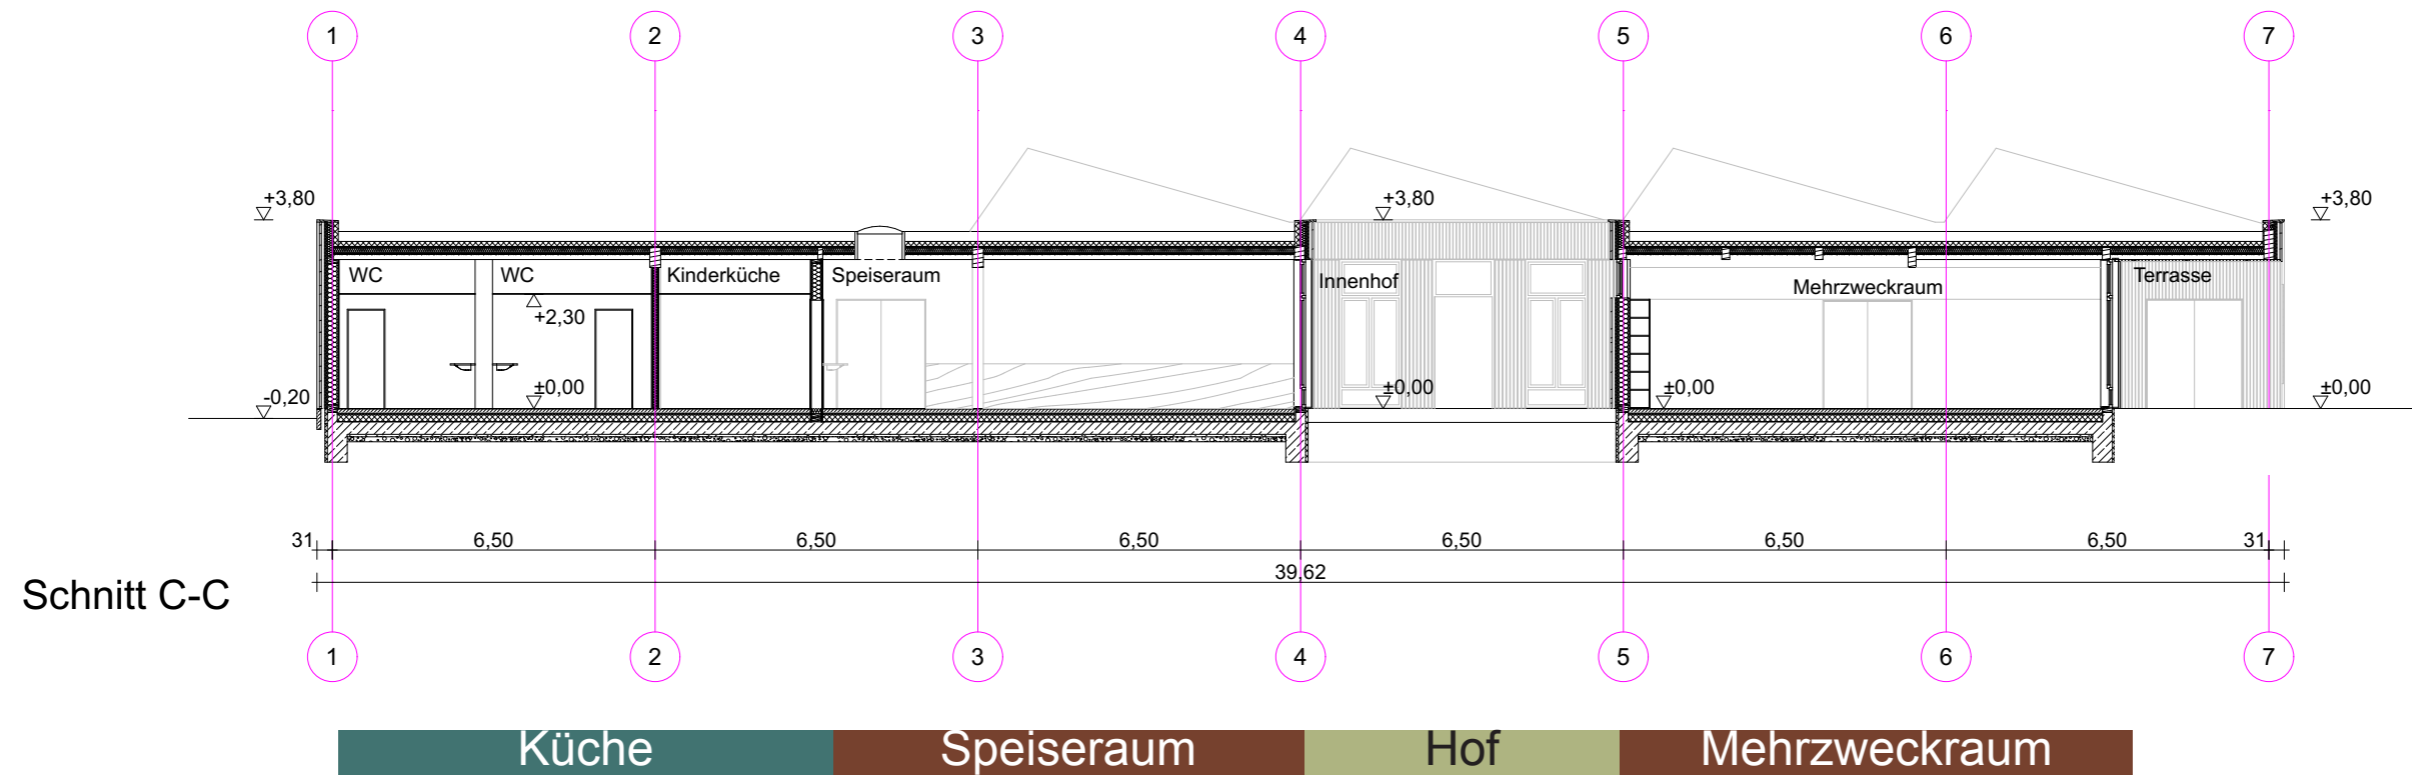 1 2 3 4 5 6 7
+3,80 +3,80 +3,80
WC WC Kinderküche Speiseraum Innenhof Mehrzweckraum Terrasse
+2,30
-0,20 ±0,00 ±0,00 ±0,00 ±0,00
31 6,50 6,50 6,50 6,50 6,50 6,50 31
39,62
Schnitt C-C
1 2 3 4 5 6 7
Küche Speiseraum Hof Mehrzweckraum